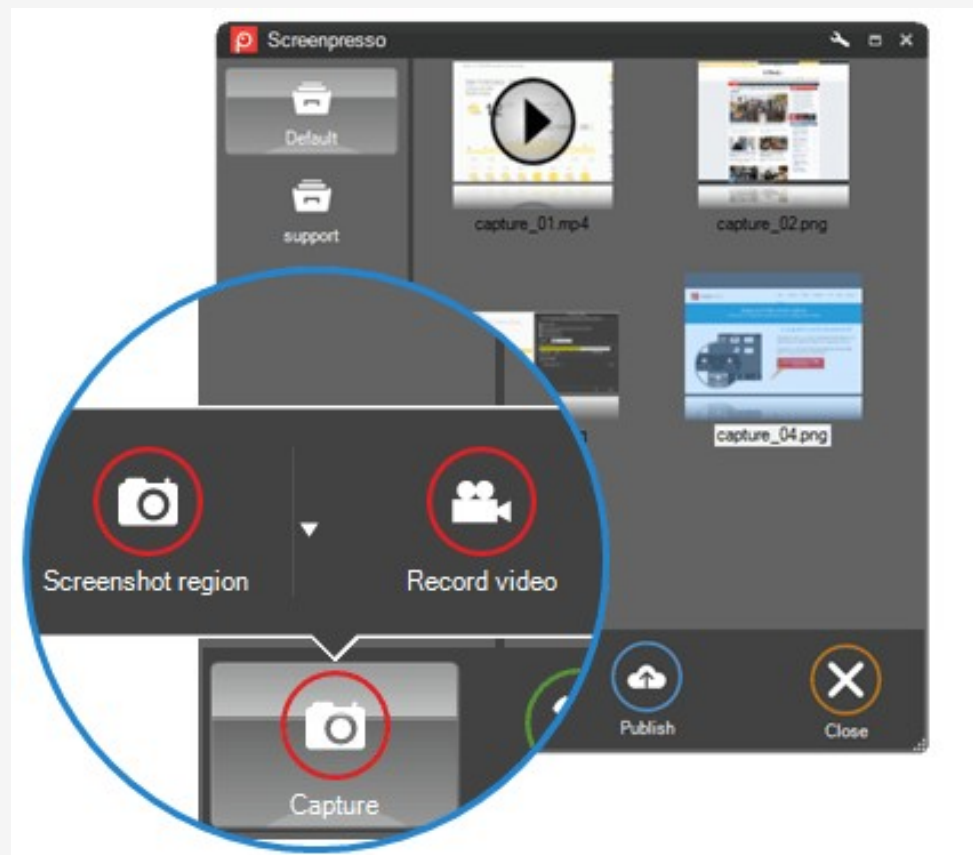 Screenpresso
Default
support
capture_01.mp4
capture_02.png
capture_04.png
Screenshot region
Record video
Capture
Publish
Close